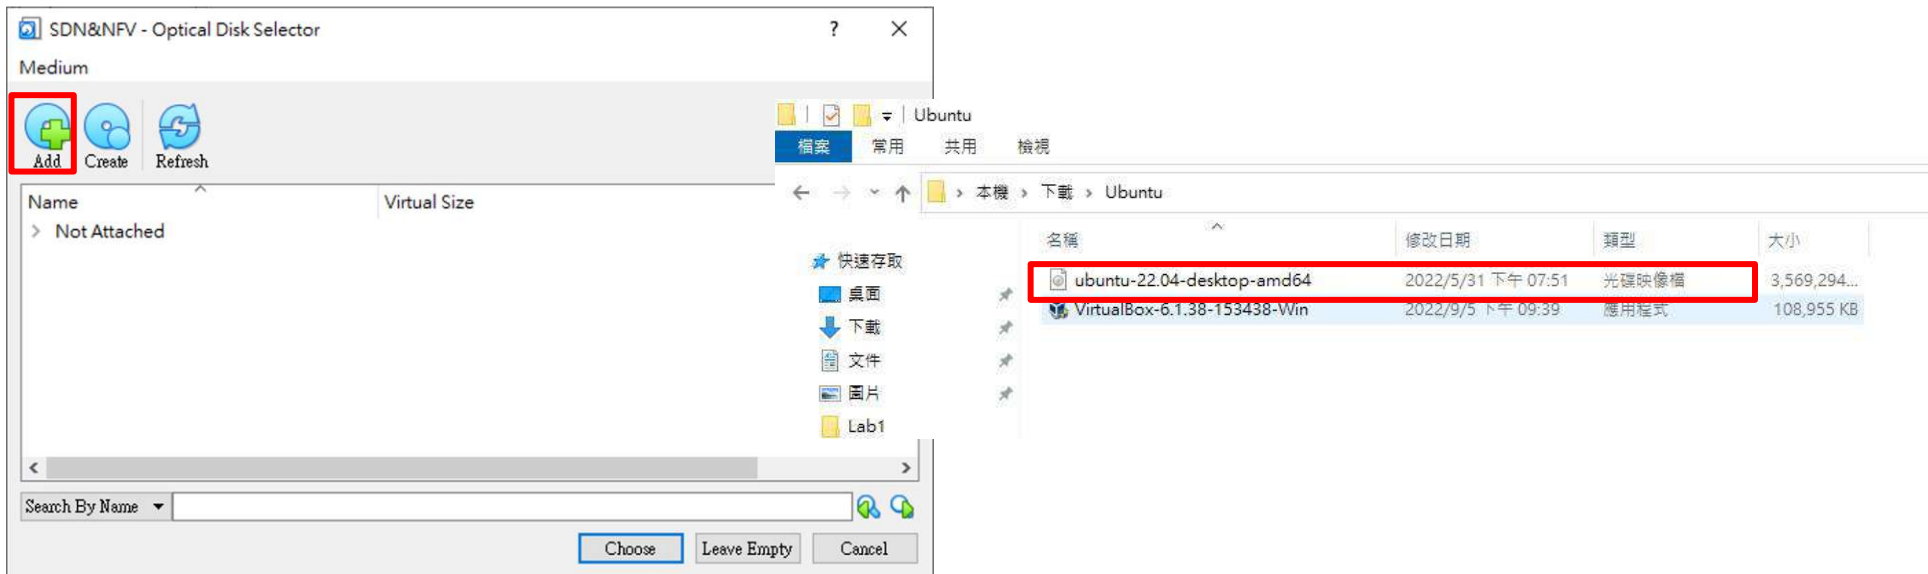 SDN&NFV - Optical Disk Selector
?
Medium
Add
Create
Refresh
Name
Virtual Size
Not Attached
Search By Name
Choose
Leave Empty
Cancel
Ubuntu
檔案
常用
共用
檢視
本機 › 下載 › Ubuntu
名稱
修改日期
類型
大小
快速存取
桌面
下載
文件
圖片
Lab1
ubuntu-22.04-desktop-amd64 2022/5/31 下午 07:51 光碟映像檔 3,569,294...
VirtualBox-6.1.38-153438-Win 2022/9/5 下午 09:39 應用程式 108,955 KB